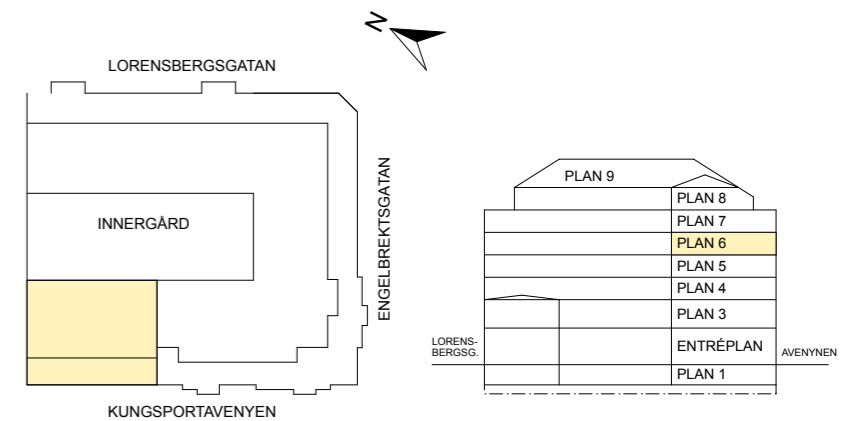 N
LORENSBERGSGATAN
INNERGÅRD
ENGELBREKTSGATAN
KUNGSPORTAVENYEN
PLAN 9
PLAN 8
PLAN 7
PLAN 6
PLAN 5
PLAN 4
PLAN 3
LORENS-
BERGSG.
ENTRÉPLAN
AVENYNEN
PLAN 1